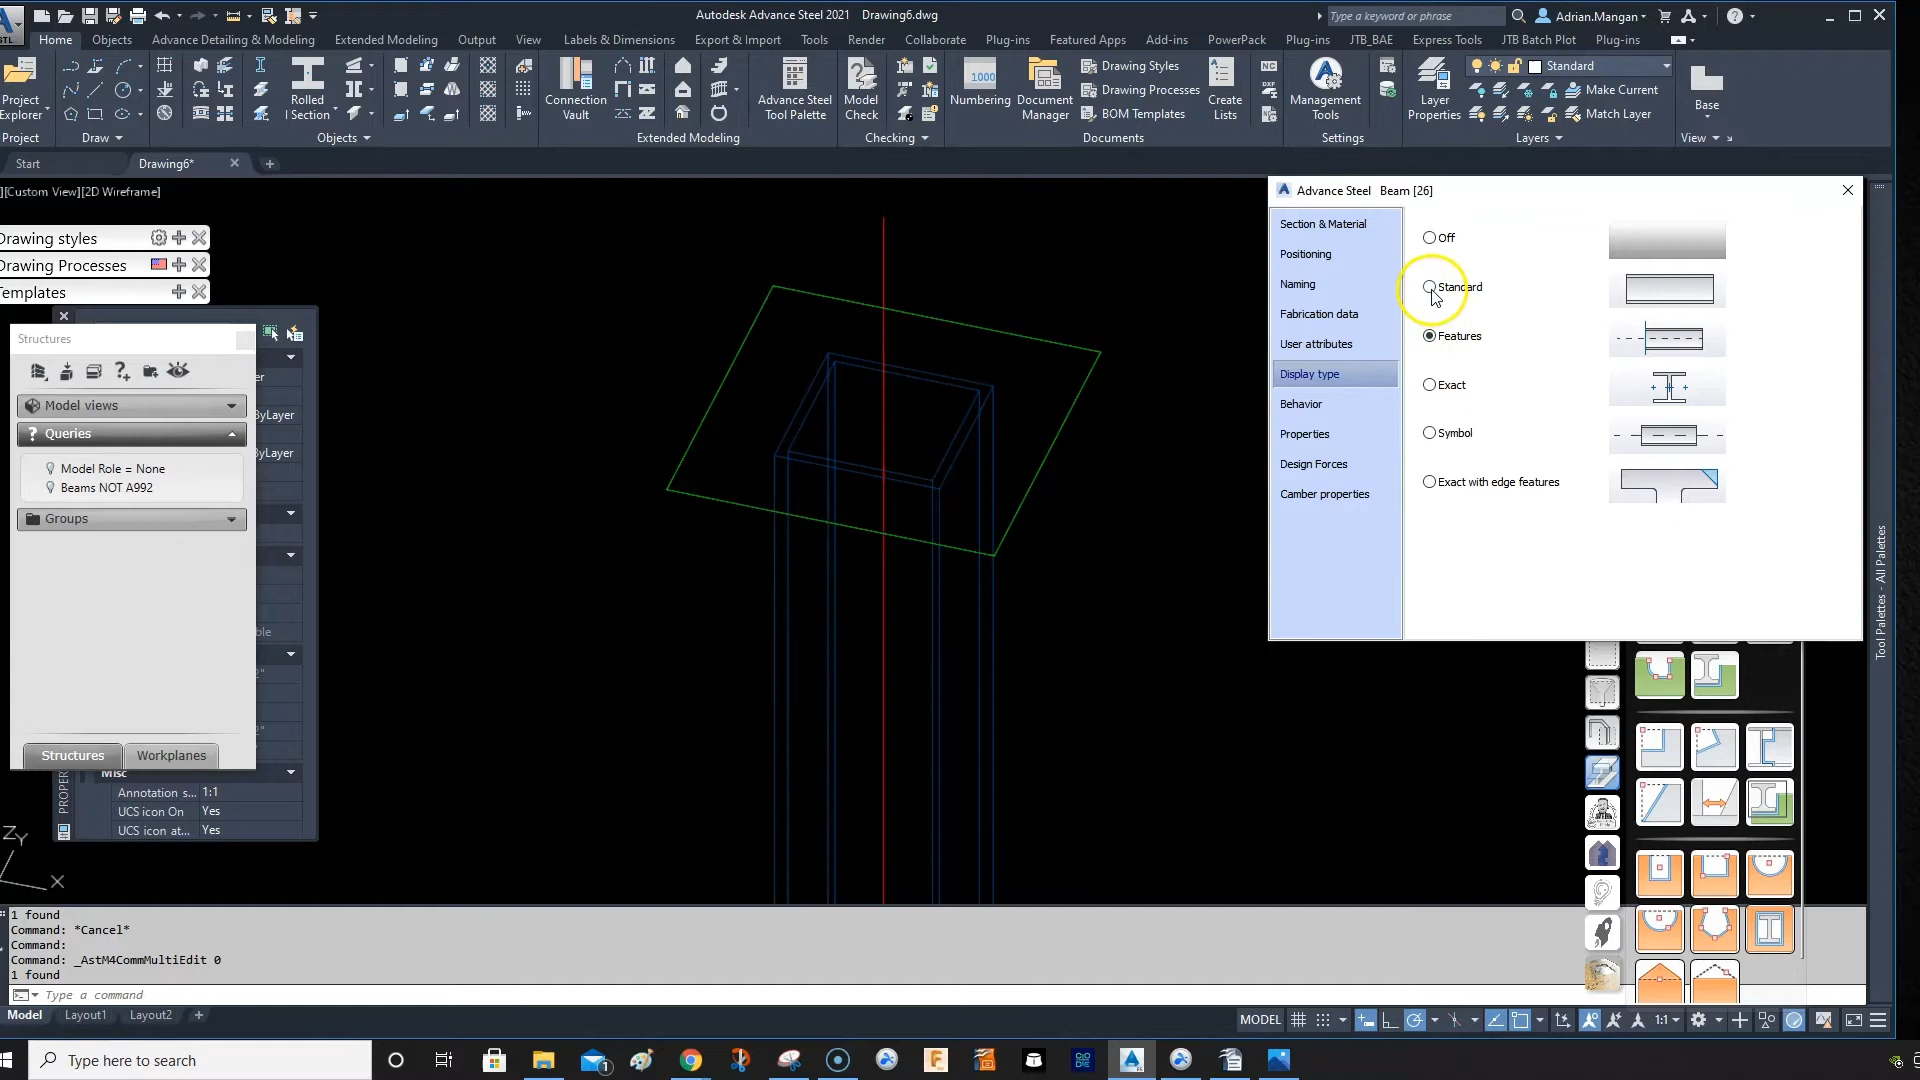 Autodesk Advance Steel 2021 Drawing6.dwg
Type a keyword or phrase
Adrian.Mangan
Home Objects Advance Detailing & Modeling Extended Modeling Output View Labels & Dimensions Export & Import Tools Render Collaborate Plug-ins Featured Apps Add-ins PowerPack Plug-ins JTB_BAE Express Tools JTB Batch Plot Plug-ins
Project
Explorer
Rolled
I Section
Connection
Vault
Advance Steel
Tool Palette
Model
Check
1000
Numbering
Document
Manager
Drawing Styles
Drawing Processes
BOM Templates
Create
Lists
NC
DXF
Management
Tools
Layer
Properties
Standard
Make Current
Match Layer
Base
Project Draw Objects Extended Modeling Checking Documents Settings Layers View
Start Drawing6*
][Custom View][2D Wireframe]
Drawing styles
Drawing Processes
Templates
Structures
Model views
Queries
Model Role = None
Beams NOT A992
Groups
Structures Workplanes
ByLayer
ByLayer
Misc
Annotation s... 1:1
UCS icon On Yes
UCS icon at... Yes
Advance Steel Beam [26]
Section & Material
Positioning
Naming
Fabrication data
User attributes
Display type
Behavior
Properties
Design Forces
Camber properties
Off
Standard
Features
Exact
Symbol
Exact with edge features
Tool Palettes - All Palettes
ZY
X
1 found
Command: *Cancel*
Command:
Command: _AstM4CommMultiEdit 0
1 found
Type a command
Model Layout1 Layout2
MODEL
1:1
Type here to search